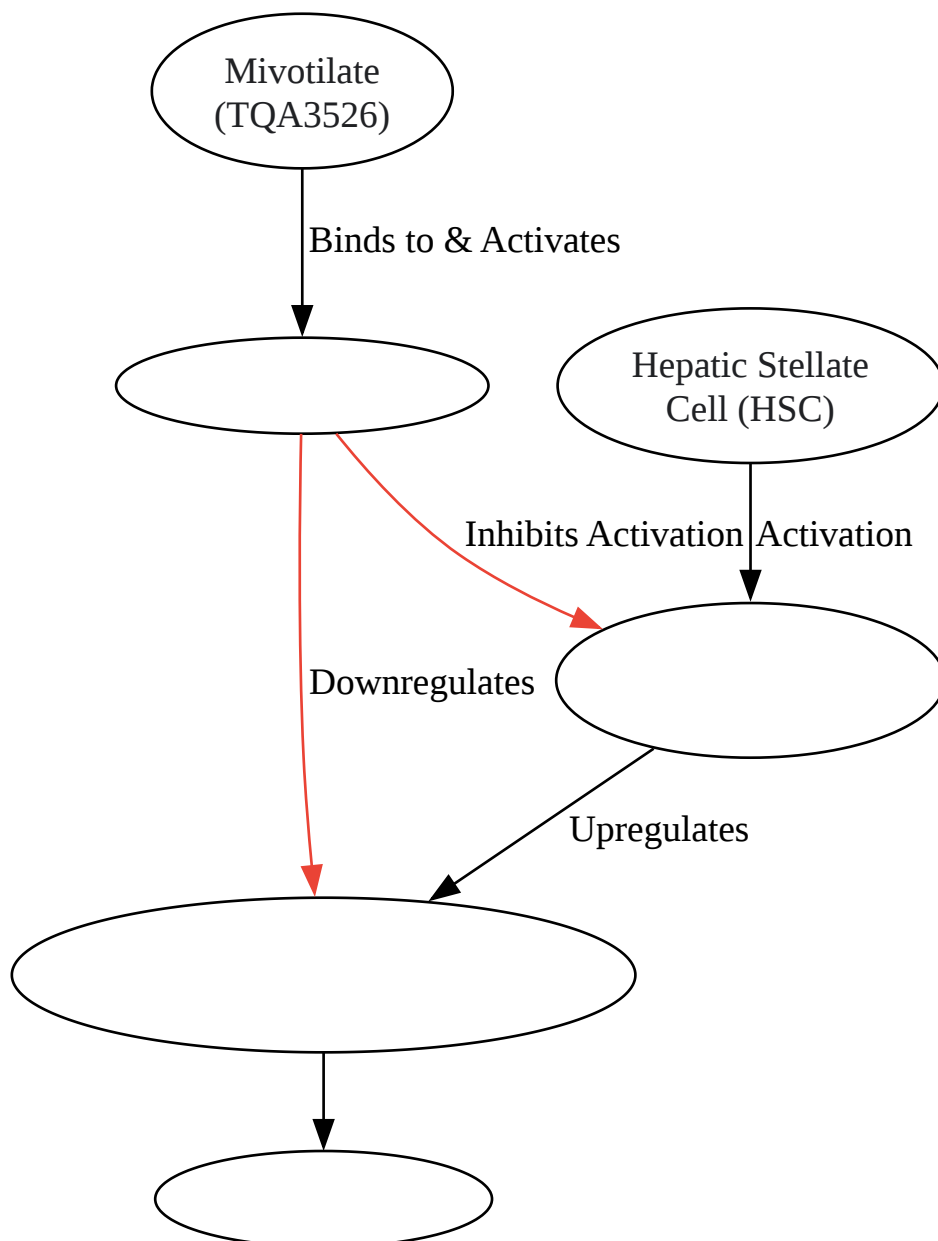 Mivotilate
(TQA3526)
Binds to & Activates
Hepatic Stellate
Cell (HSC)
Inhibits Activation
Activation
Downregulates
Upregulates